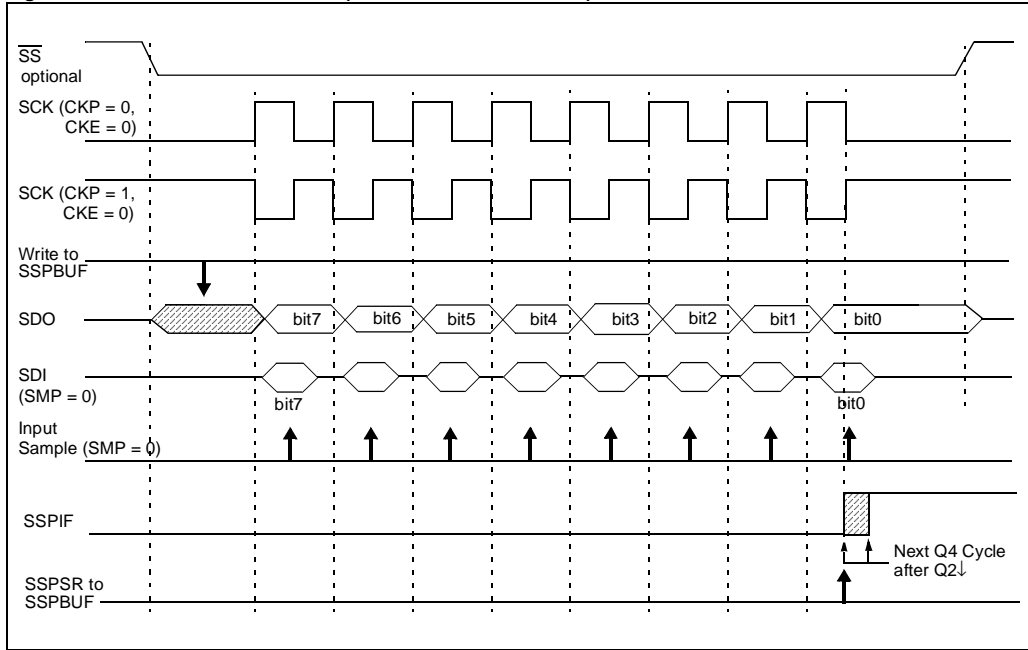 SS
optional
SCK (CKP = 0,
CKE = 0)
SCK (CKP = 1,
CKE = 0)
Write to
SSPBUF
SDO bit7 bit6 bit5 bit4 bit3 bit2 bit1 bit0
SDI
(SMP = 0)
bit7 bit0
Input
Sample (SMP = 0)
SSPIF
Next Q4 Cycle
after Q2↓
SSPSR to
SSPBUF